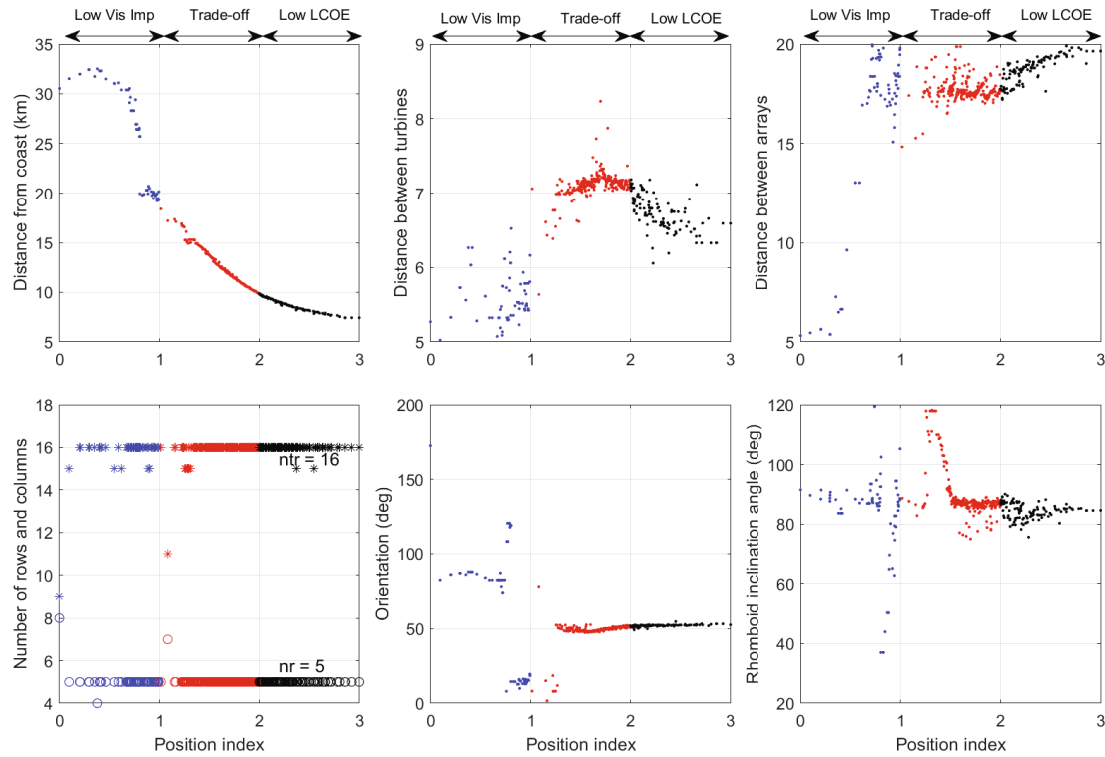 Low Vis Imp Trade-off Low LCOE
Low Vis Imp Trade-off Low LCOE
Low Vis Imp Trade-off Low LCOE
Distance from coast (km)
35
30
25
20
15
10
5
0 1 2 3
Distance between turbines
9
8
7
6
5
0 1 2 3
Distance between arrays
20
15
10
5
0 1 2 3
Number of rows and columns
18
16
14
12
10
8
6
4
ntr = 16
nr = 5
0 1 2 3
Position index
Orientation (deg)
200
150
100
50
0
0 1 2 3
Position index
Rhomboid inclination angle (deg)
120
100
80
60
40
20
0 1 2 3
Position index